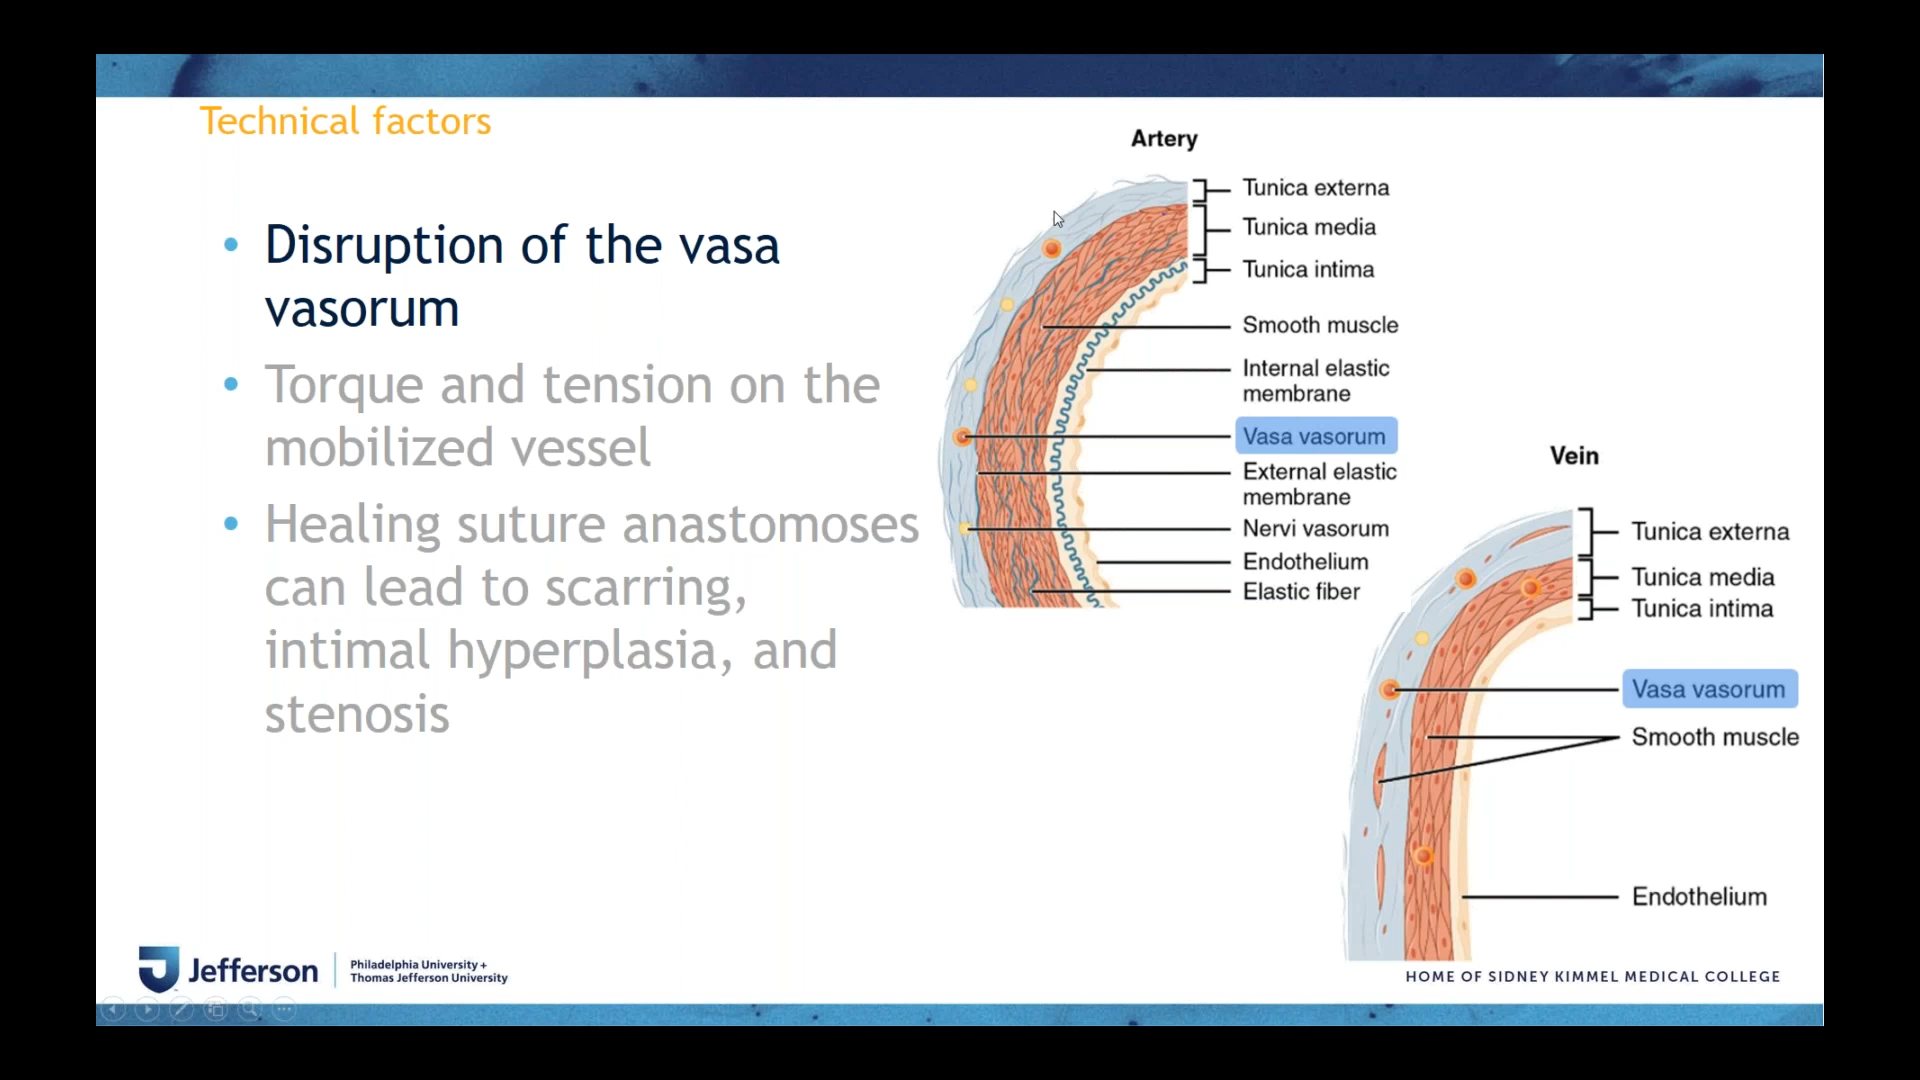 Technical factors
• Disruption of the vasa
vasorum
• Torque and tension on the
mobilized vessel
• Healing suture anastomoses
can lead to scarring,
intimal hyperplasia, and
stenosis
Artery
Tunica externa
Tunica media
Tunica intima
Smooth muscle
Internal elastic
membrane
Vasa vasorum
External elastic
membrane
Nervi vasorum
Endothelium
Elastic fiber
Vein
Tunica externa
Tunica media
Tunica intima
Vasa vasorum
Smooth muscle
Endothelium
Jefferson
Philadelphia University +
Thomas Jefferson University
HOME OF SIDNEY KIMMEL MEDICAL COLLEGE